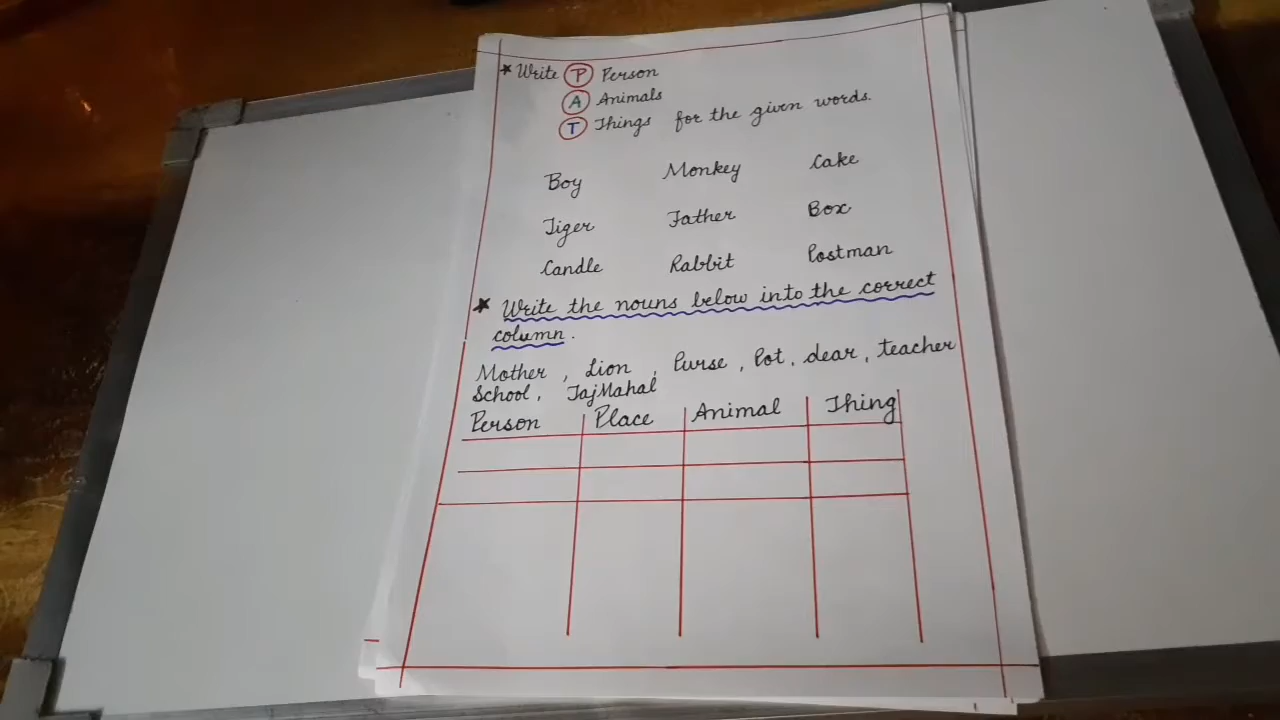 ★ Write P Person
A Animals
T Things for the given words.
Boy Monkey Cake
Tiger Father Box
Candle Rabbit Postman
★ Write the nouns below into the correct
column.
Mother , Lion , Purse , Pot , dear , teacher
School , TajMahal
Person Place Animal Thing